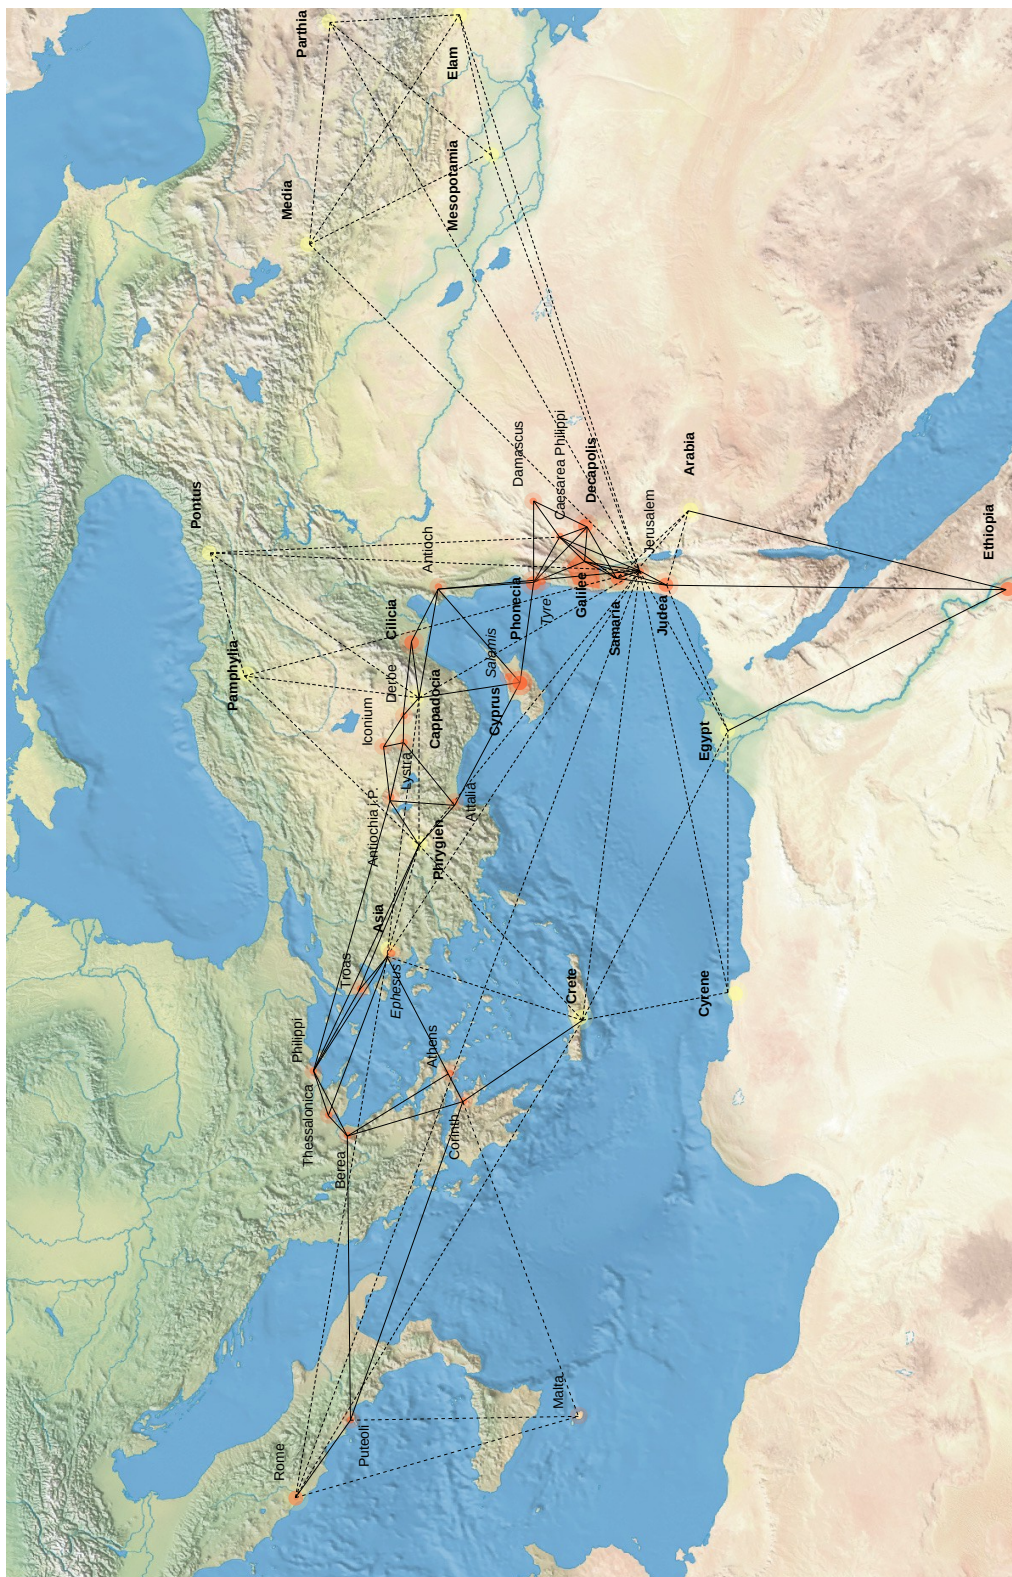 Rome
Puteoli
Malta
Thessalonica
Philippi
Berea
Corinth
Athens
Troas
Asia
Ephesus
Crete
Cyrene
Antiochia i.P.
Phrygien
Iconium
Lystra
Attalia
Derbe
Pamphylia
Pontus
Cilicia
Cappadocia
Antioch
Salamis
Cyprus
Egypt
Phonecia
Tyre
Damascus
Caesarea Philippi
Decapolis
Galilee
Samaria
Jerusalem
Judea
Arabia
Ethiopia
Media
Mesopotamia
Parthia
Elam